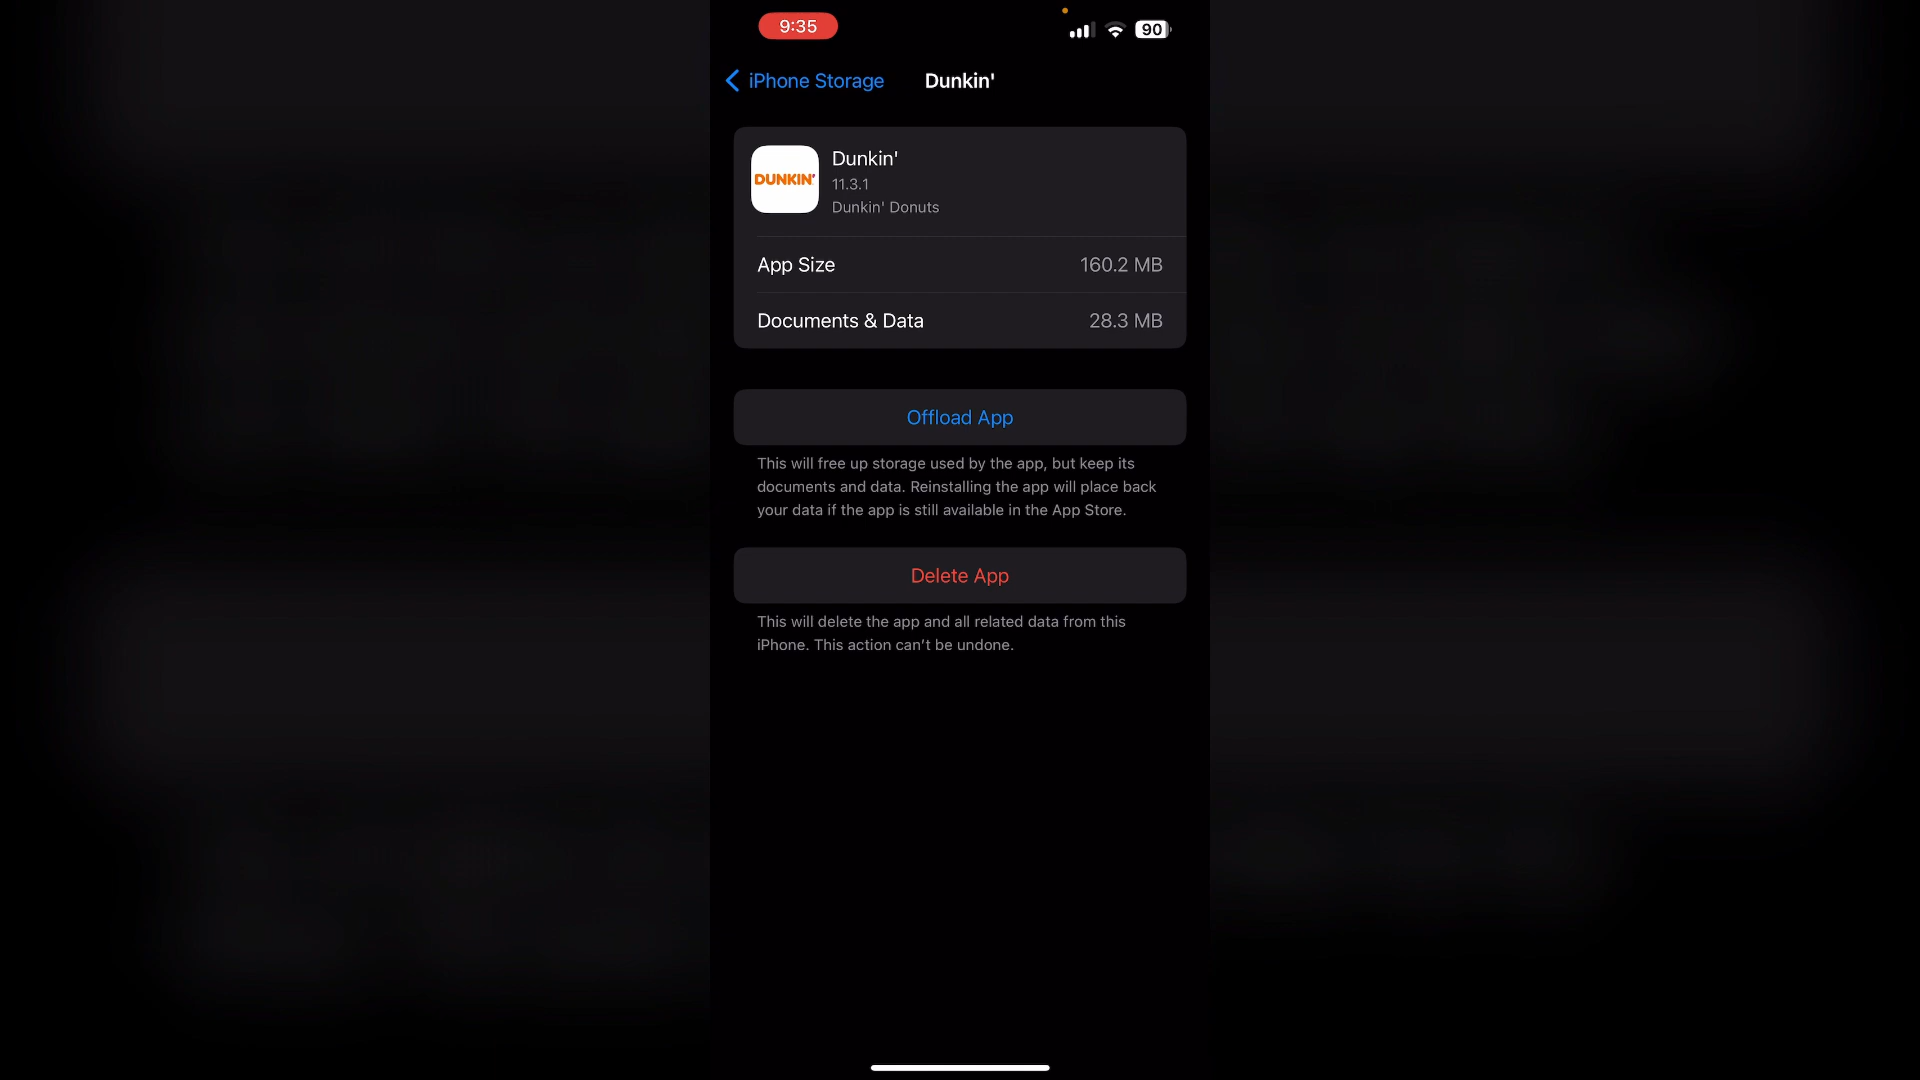 9:35
90
iPhone Storage
Dunkin'
DUNKIN'
Dunkin'
11.3.1
Dunkin' Donuts
App Size
160.2 MB
Documents & Data
28.3 MB
Offload App
This will free up storage used by the app, but keep its
documents and data. Reinstalling the app will place back
your data if the app is still available in the App Store.
Delete App
This will delete the app and all related data from this
iPhone. This action can’t be undone.